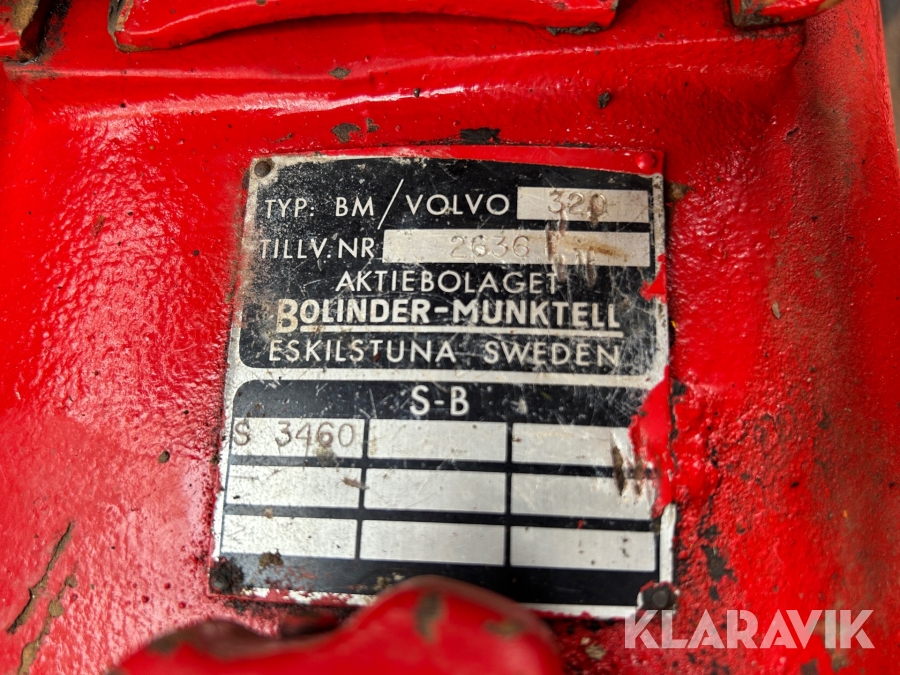 TYP: BM/VOLVO 320
TILLV. NR 2636
AKTIEBOLAGET
BOLINDER-MUNKTELL
ESKILSTUNA SWEDEN
S-B
S 3460
KLARAVIK